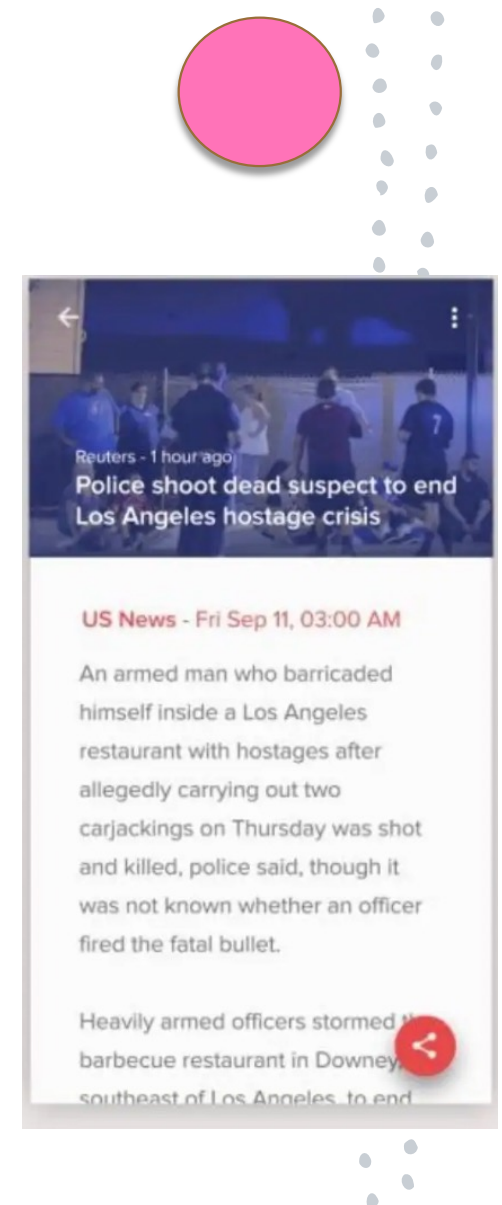 Reuters - 1 hour ago
Police shoot dead suspect to end
Los Angeles hostage crisis
7
US News - Fri Sep 11, 03:00 AM
An armed man who barricaded
himself inside a Los Angeles
restaurant with hostages after
allegedly carrying out two
carjackings on Thursday was shot
and killed, police said, though it
was not known whether an officer
fired the fatal bullet.
Heavily armed officers stormed
barbecue restaurant in Downey,
southeast of Los Angeles, to end